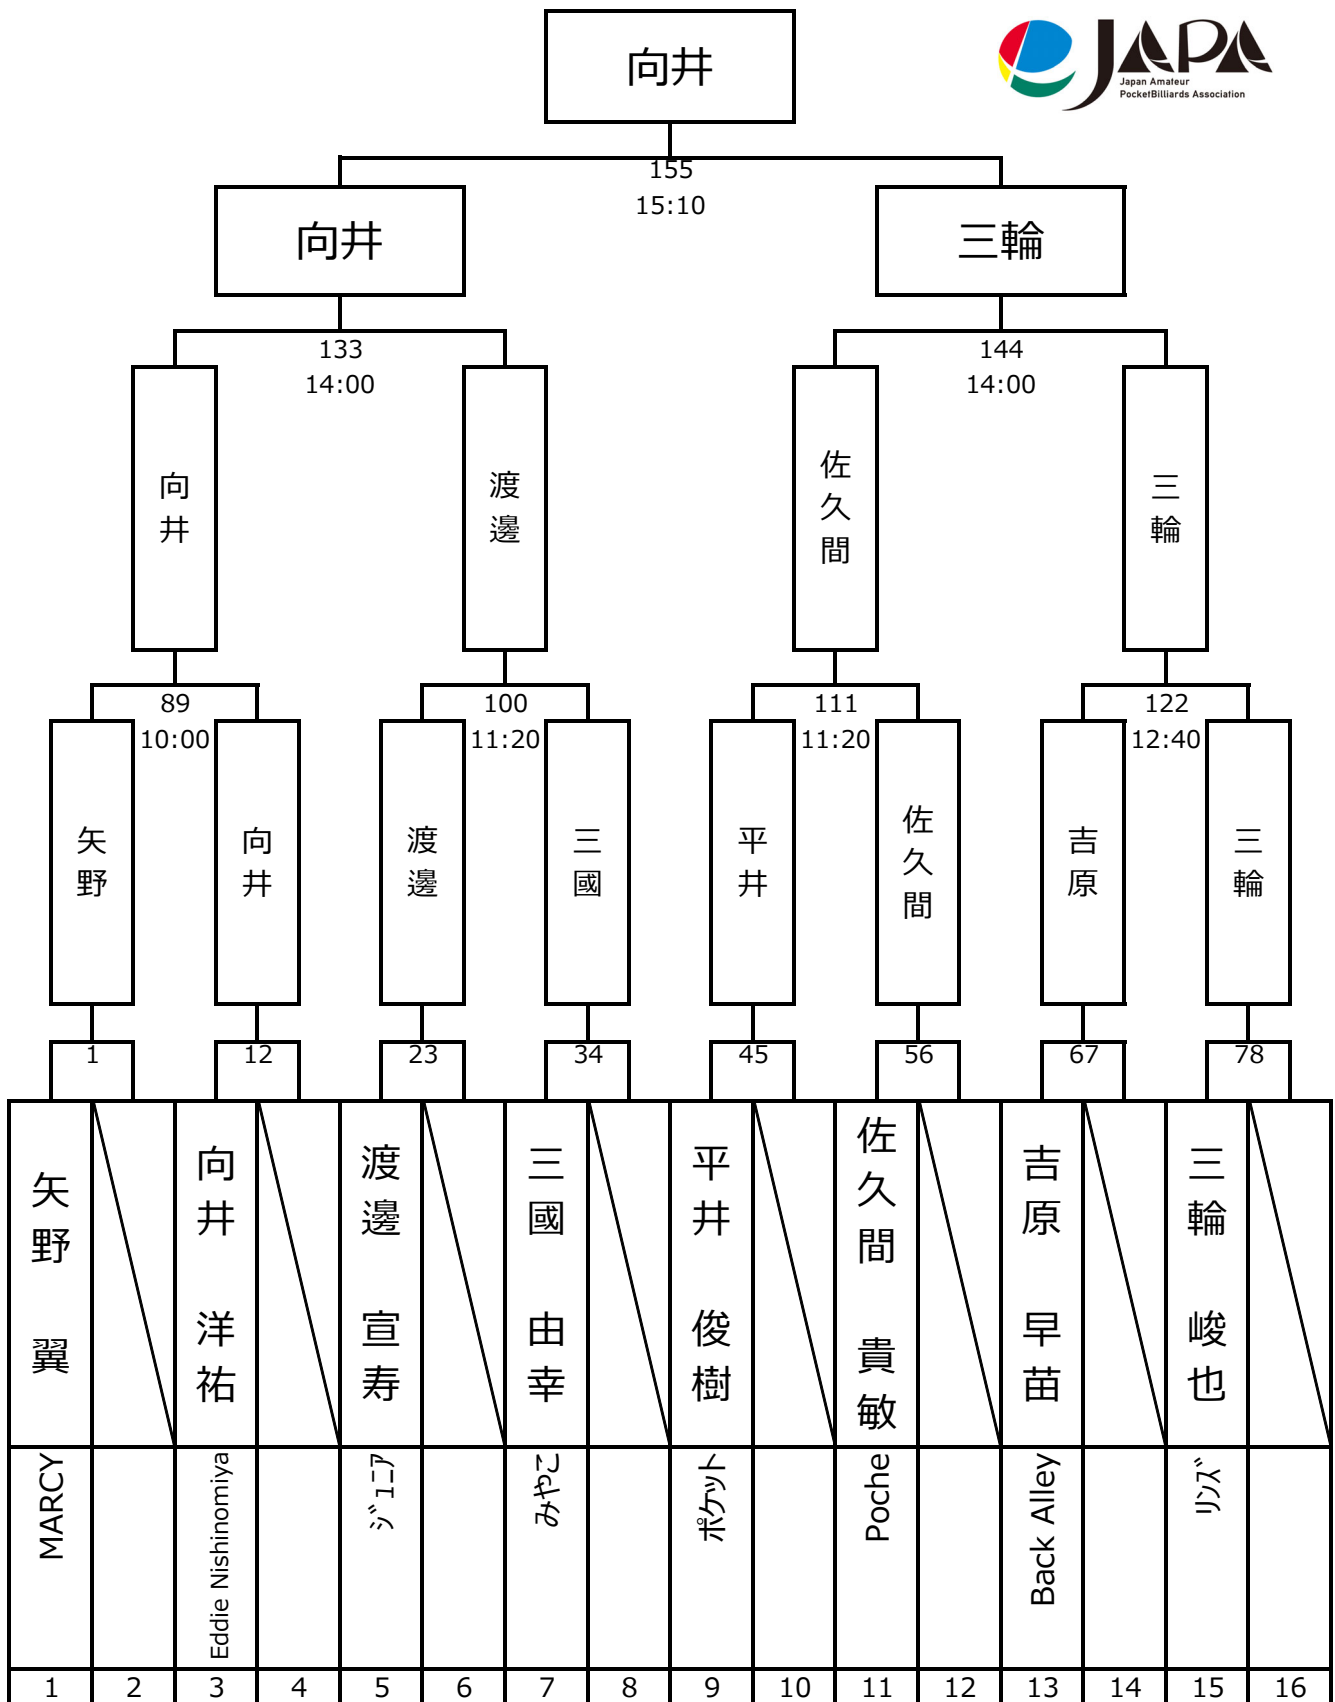 向井
JAPA
Japan Amateur
PocketBilliards Association
155
15:10
向井
三輪
133
14:00
144
14:00
向井
渡邊
佐久間
三輪
89
10:00
100
11:20
111
11:20
122
12:40
矢野
向井
渡邊
三國
平井
佐久間
吉原
三輪
1
12
23
34
45
56
67
78
矢野 翼
向井 洋祐
渡邊 宣寿
三國 由幸
平井 俊樹
佐久間 貴敏
吉原 早苗
三輪 峻也
MARCY
Eddie Nishinomiya
ｼﾞｭﾆｱ
みやこ
ポケット
Poche
Back Alley
ﾘﾝｽﾞ
1
2
3
4
5
6
7
8
9
10
11
12
13
14
15
16